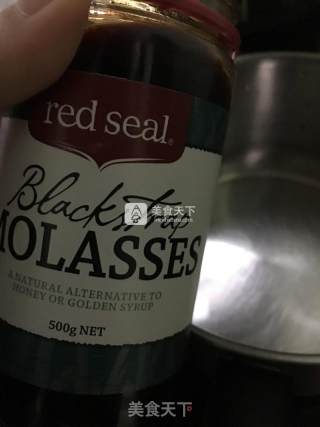 red seal®
Blackstrap
MOLASSES
A NATURAL ALTERNATIVE TO
HONEY OR GOLDEN SYRUP
500g NET
美食天下
美食天下